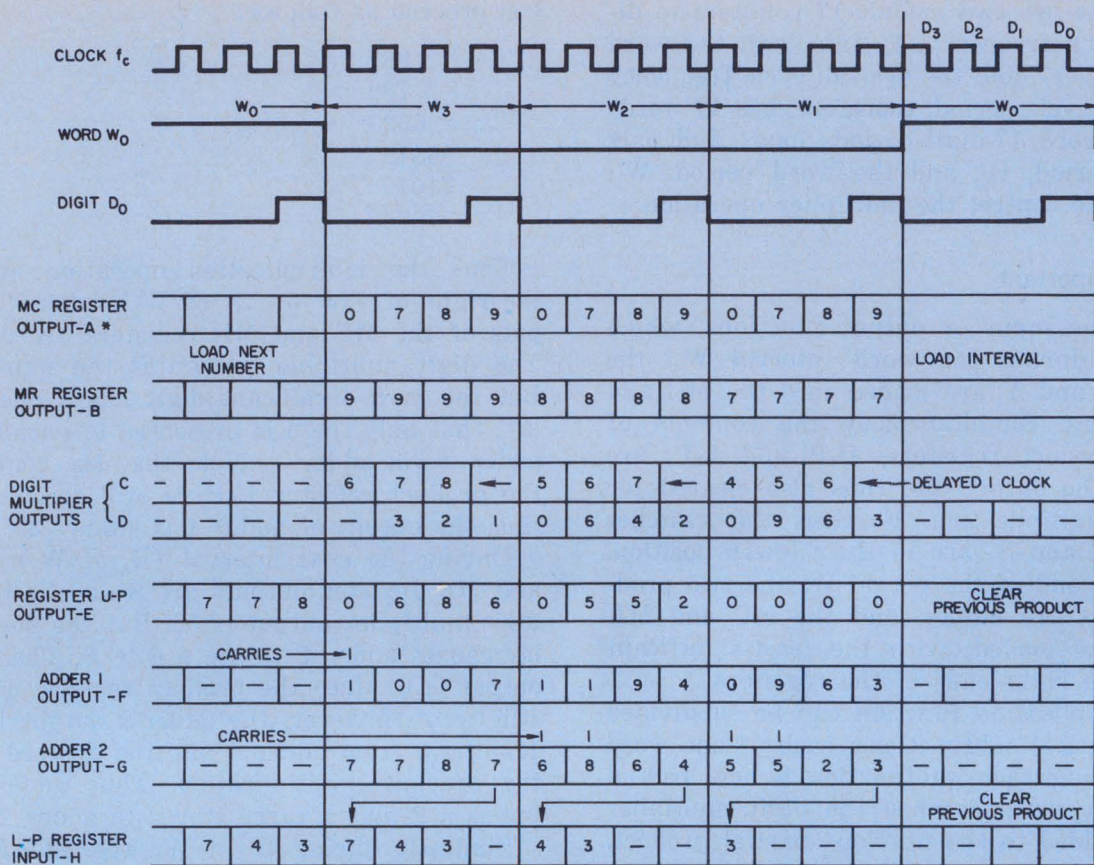 CLOCK fc D3 D2 D1 D0
W0 W3 W2 W1 W0
WORD W0
DIGIT D0
MC REGISTER OUTPUT-A * 0 7 8 9 0 7 8 9 0 7 8 9
LOAD NEXT NUMBER LOAD INTERVAL
MR REGISTER OUTPUT-B 9 9 9 9 8 8 8 8 7 7 7 7
DIGIT MULTIPIER OUTPUTS
C – – – – 6 7 8 ← 5 6 7 ← 4 5 6 ← DELAYED 1 CLOCK
D – – – – 3 2 1 0 6 4 2 0 9 6 3
REGISTER U-P OUTPUT-E 7 7 8 0 6 8 6 0 5 5 2 0 0 0 0 CLEAR PREVIOUS PRODUCT
CARRIES 1 1
ADDER 1 OUTPUT-F – – – – 1 0 0 7 1 1 9 4 0 9 6 3
CARRIES 1 1 1 1
ADDER 2 OUTPUT-G – – – – 7 7 8 7 6 8 6 4 5 5 2 3
L-P REGISTER INPUT-H 7 4 3 7 4 3 – 4 3 – – 3 – – – CLEAR PREVIOUS PRODUCT